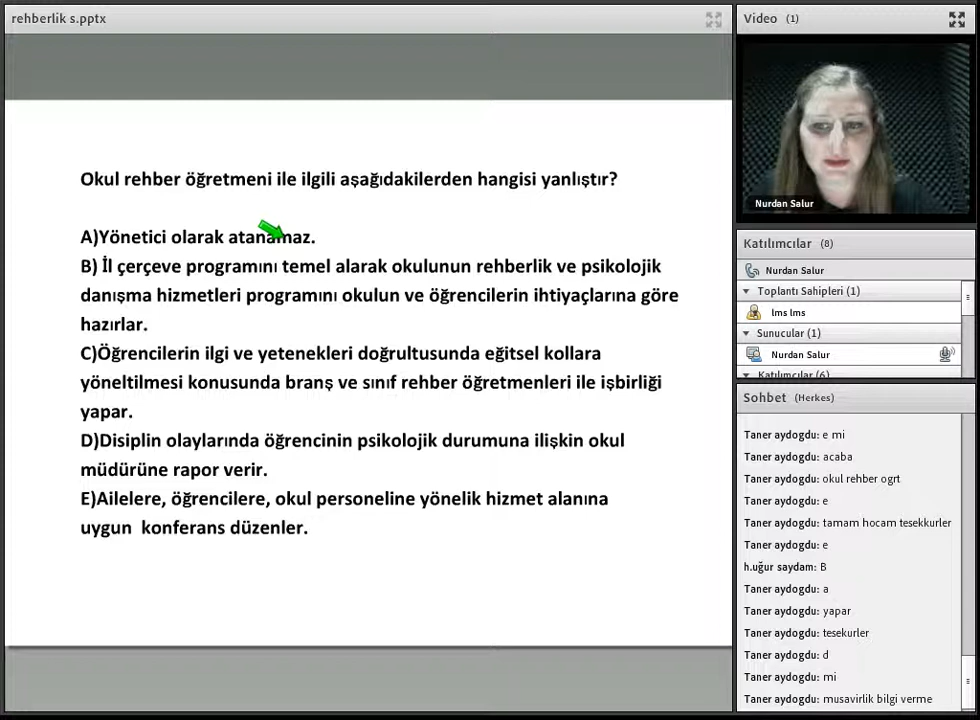 rehberlik s.pptx
Okul rehber öğretmeni ile ilgili aşağıdakilerden hangisi yanlıştır?
A)Yönetici olarak atanamaz.
B) İl çerçeve programını temel alarak okulunun rehberlik ve psikolojik
danışma hizmetleri programını okulun ve öğrencilerin ihtiyaçlarına göre
hazırlar.
C)Öğrencilerin ilgi ve yetenekleri doğrultusunda eğitsel kollara
yöneltilmesi konusunda branş ve sınıf rehber öğretmenleri ile işbirliği
yapar.
D)Disiplin olaylarında öğrencinin psikolojik durumuna ilişkin okul
müdürüne rapor verir.
E)Ailelere, öğrencilere, okul personeline yönelik hizmet alanına
uygun  konferans düzenler.
Video (1)
Nurdan Salur
Katılımcılar (8)
Nurdan Salur
Toplantı Sahipleri (1)
lms lms
Sunucular (1)
Nurdan Salur
Katılımcılar (6)
Sohbet (Herkes)
Taner aydogdu: e mi
Taner aydogdu: acaba
Taner aydogdu: okul rehber ogrt
Taner aydogdu: e
Taner aydogdu: tamam hocam tesekkurler
Taner aydogdu: e
h.uğur saydam: B
Taner aydogdu: a
Taner aydogdu: yapar
Taner aydogdu: tesekurler
Taner aydogdu: d
Taner aydogdu: mi
Taner aydogdu: musavirlik bilgi verme